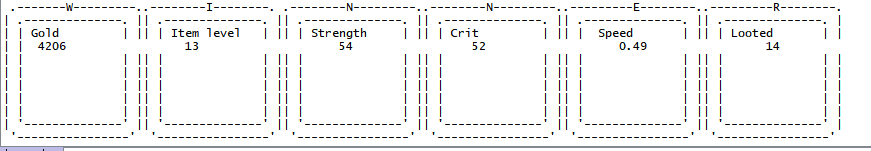 W I N N E R
Gold Item level Strength Crit Speed Looted
4206 13 54 52 0.49 14